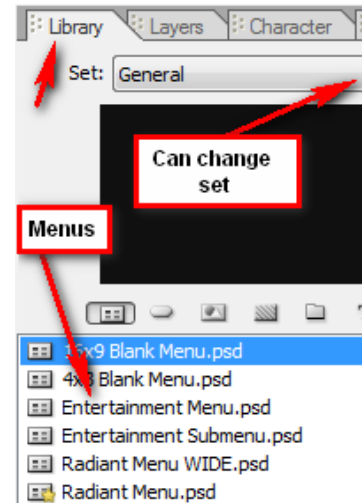 Library Layers Character
Set: General
Can change
set
Menus
16x9 Blank Menu.psd
4x3 Blank Menu.psd
Entertainment Menu.psd
Entertainment Submenu.psd
Radiant Menu WIDE.psd
Radiant Menu.psd